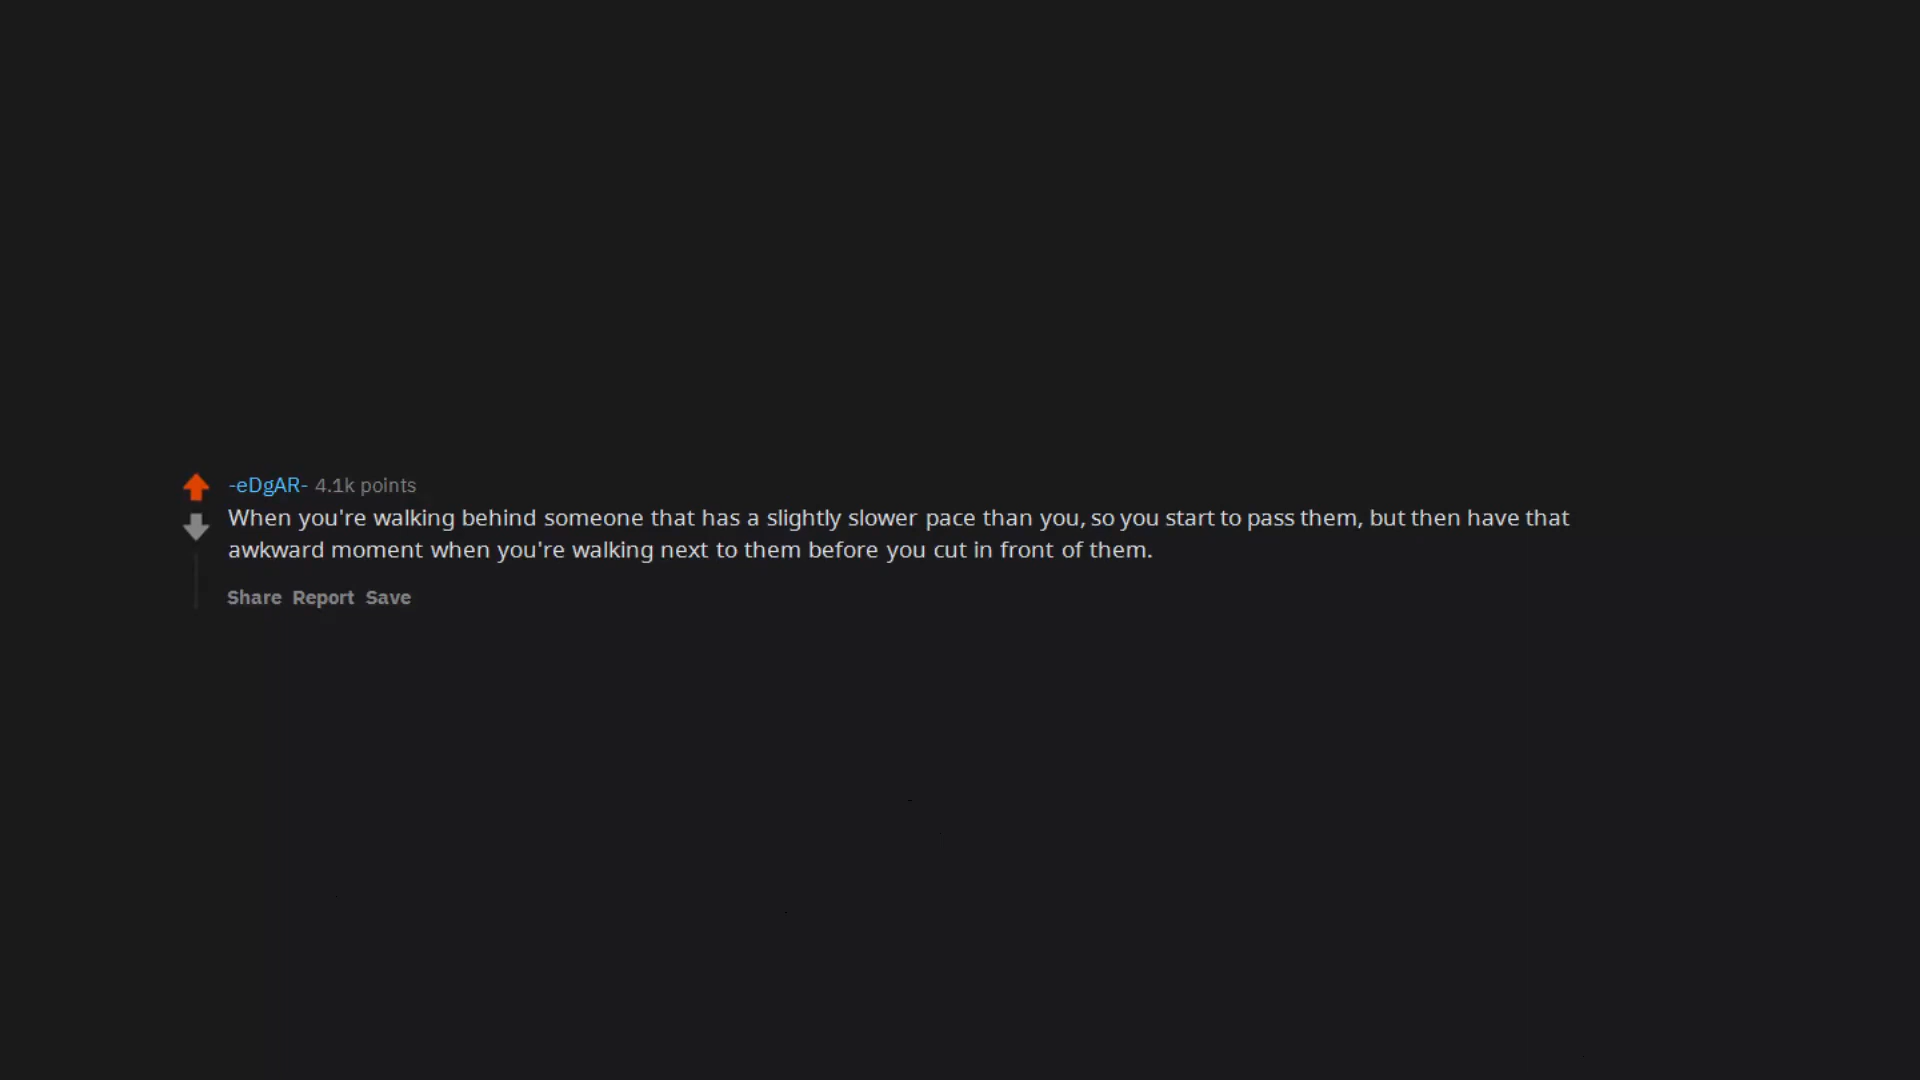 -eDgAR- 4.1k points
When you're walking behind someone that has a slightly slower pace than you, so you start to pass them, but then have that
awkward moment when you're walking next to them before you cut in front of them.
Share Report Save